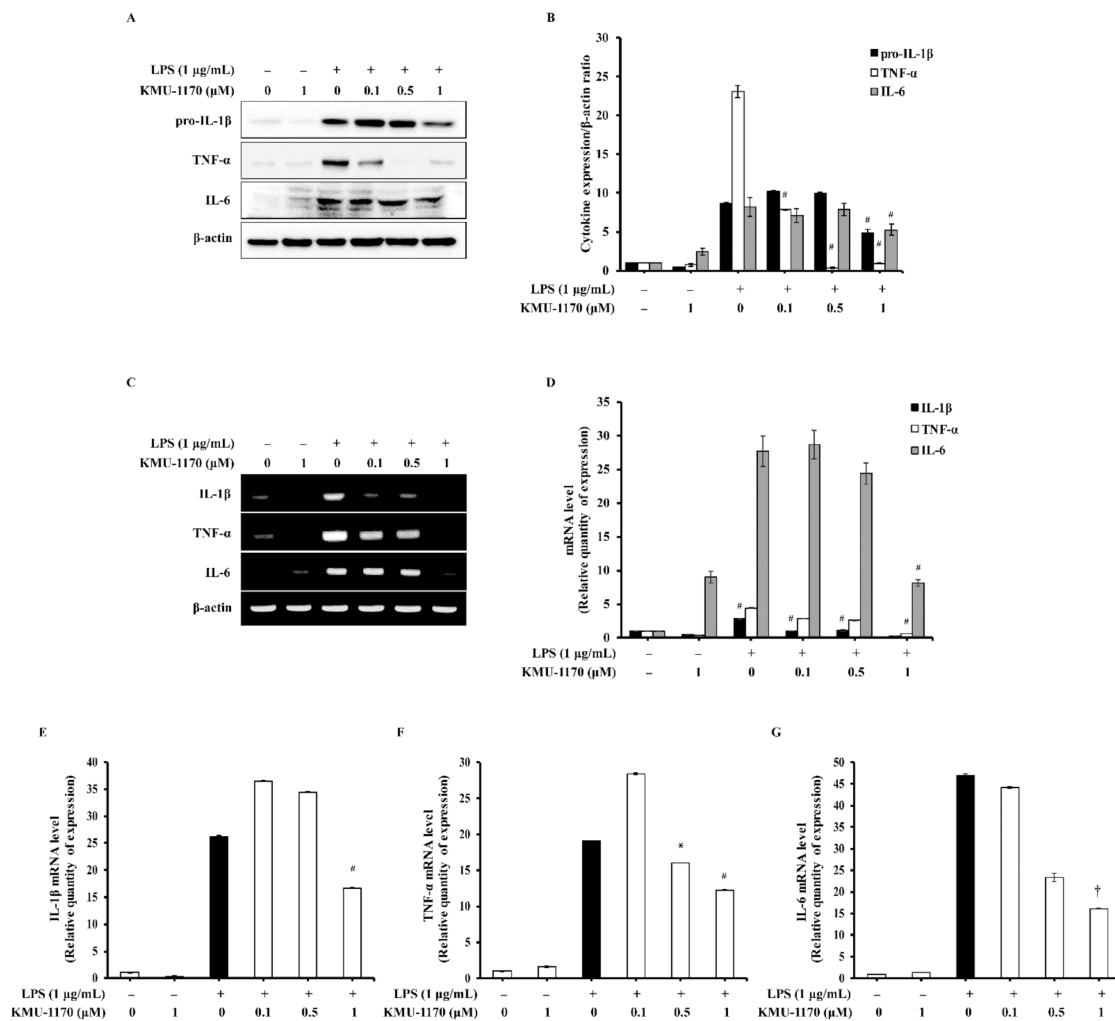 A
LPS (1 µg/mL) – – + + + +
KMU-1170 (µM) 0 1 0 0.1 0.5 1
pro-IL-1β
TNF-α
IL-6
β-actin
B
Cytokine expression/β-actin ratio
30
25
20
15
10
5
0
pro-IL-1β
TNF-α
IL-6
# # # # #
LPS (1 µg/mL) – – + + + +
KMU-1170 (µM) – 1 0 0.1 0.5 1
C
LPS (1 µg/mL) – – + + + +
KMU-1170 (µM) 0 1 0 0.1 0.5 1
IL-1β
TNF-α
IL-6
β-actin
D
mRNA level
(Relative quantity of expression)
35
30
25
20
15
10
5
0
IL-1β
TNF-α
IL-6
# # # # #
LPS (1 µg/mL) – – + + + +
KMU-1170 (µM) – 1 0 0.1 0.5 1
E
IL-1β mRNA level
(Relative quantity of expression)
40
35
30
25
20
15
10
5
0
#
LPS (1 µg/mL) – – + + + +
KMU-1170 (µM) 0 1 0 0.1 0.5 1
F
TNF-α mRNA level
(Relative quantity of expression)
30
25
20
15
10
5
0
* #
LPS (1 µg/mL) – – + + + +
KMU-1170 (µM) 0 1 0 0.1 0.5 1
G
IL-6 mRNA level
(Relative quantity of expression)
50
45
40
35
30
25
20
15
10
5
0
†
LPS (1 µg/mL) – – + + + +
KMU-1170 (µM) 0 1 0 0.1 0.5 1